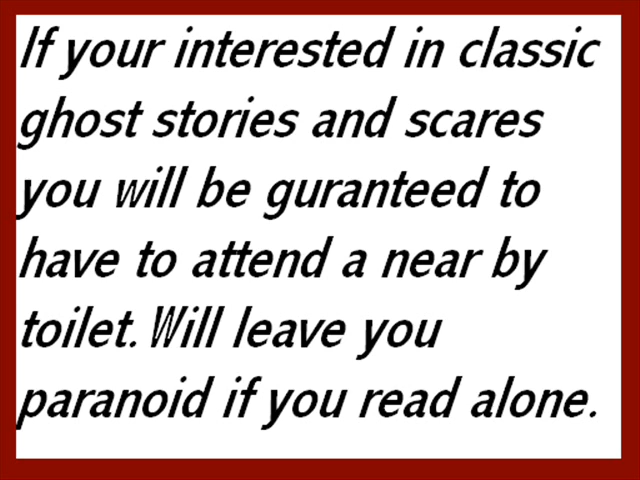 If your interested in classic
ghost stories and scares
you will be guranteed to
have to attend a near by
toilet. Will leave you
paranoid if you read alone.